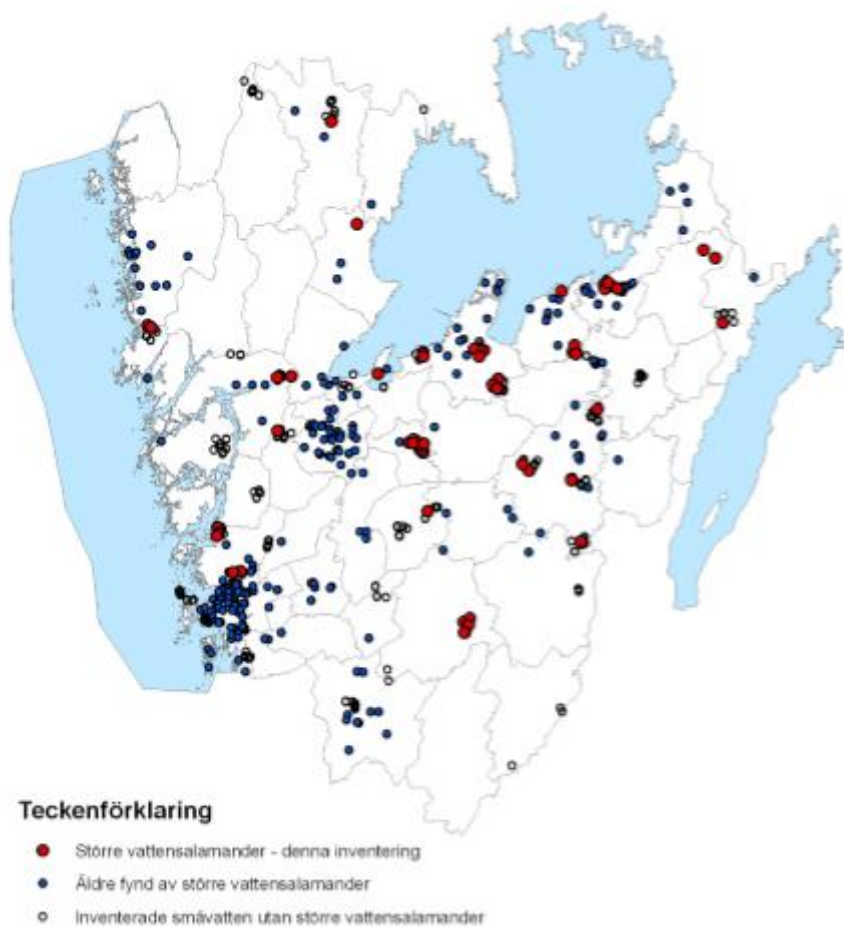 Teckenförklaring
Större vattensalamander - denna inventering
Äldre fynd av större vattensalamander
Inventerade småvatten utan större vattensalamander